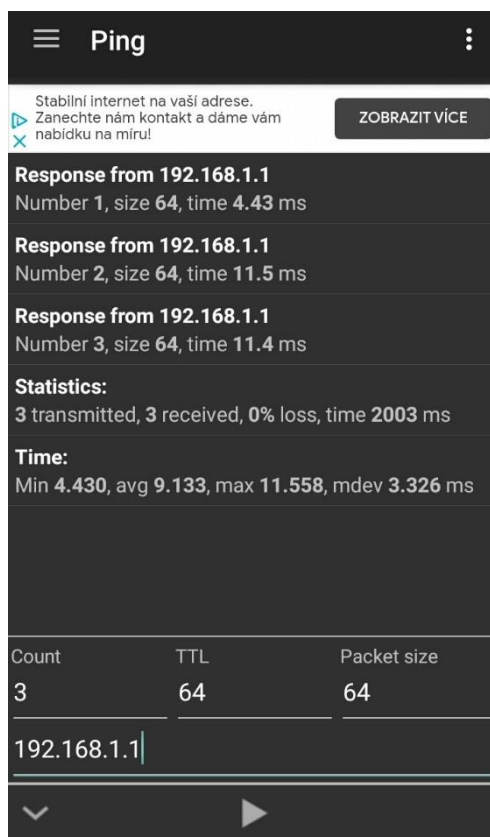 Ping
Stabilní internet na vaší adrese.
Zanechte nám kontakt a dáme vám
nabídku na míru!
ZOBRAZIT VÍCE
Response from 192.168.1.1
Number 1, size 64, time 4.43 ms
Response from 192.168.1.1
Number 2, size 64, time 11.5 ms
Response from 192.168.1.1
Number 3, size 64, time 11.4 ms
Statistics:
3 transmitted, 3 received, 0% loss, time 2003 ms
Time:
Min 4.430, avg 9.133, max 11.558, mdev 3.326 ms
Count TTL Packet size
3 64 64
192.168.1.1